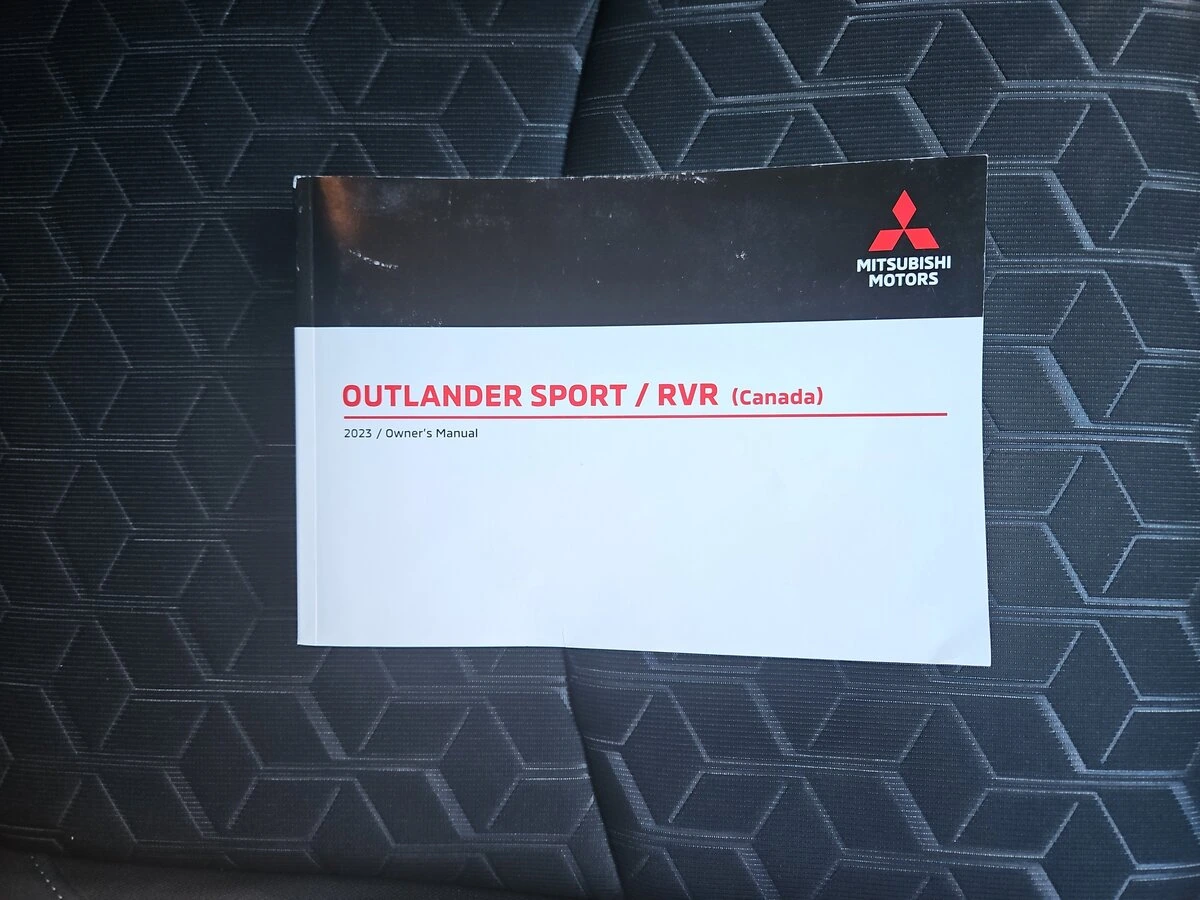 MITSUBISHI
MOTORS
OUTLANDER SPORT / RVR (Canada)
2023 / Owner's Manual